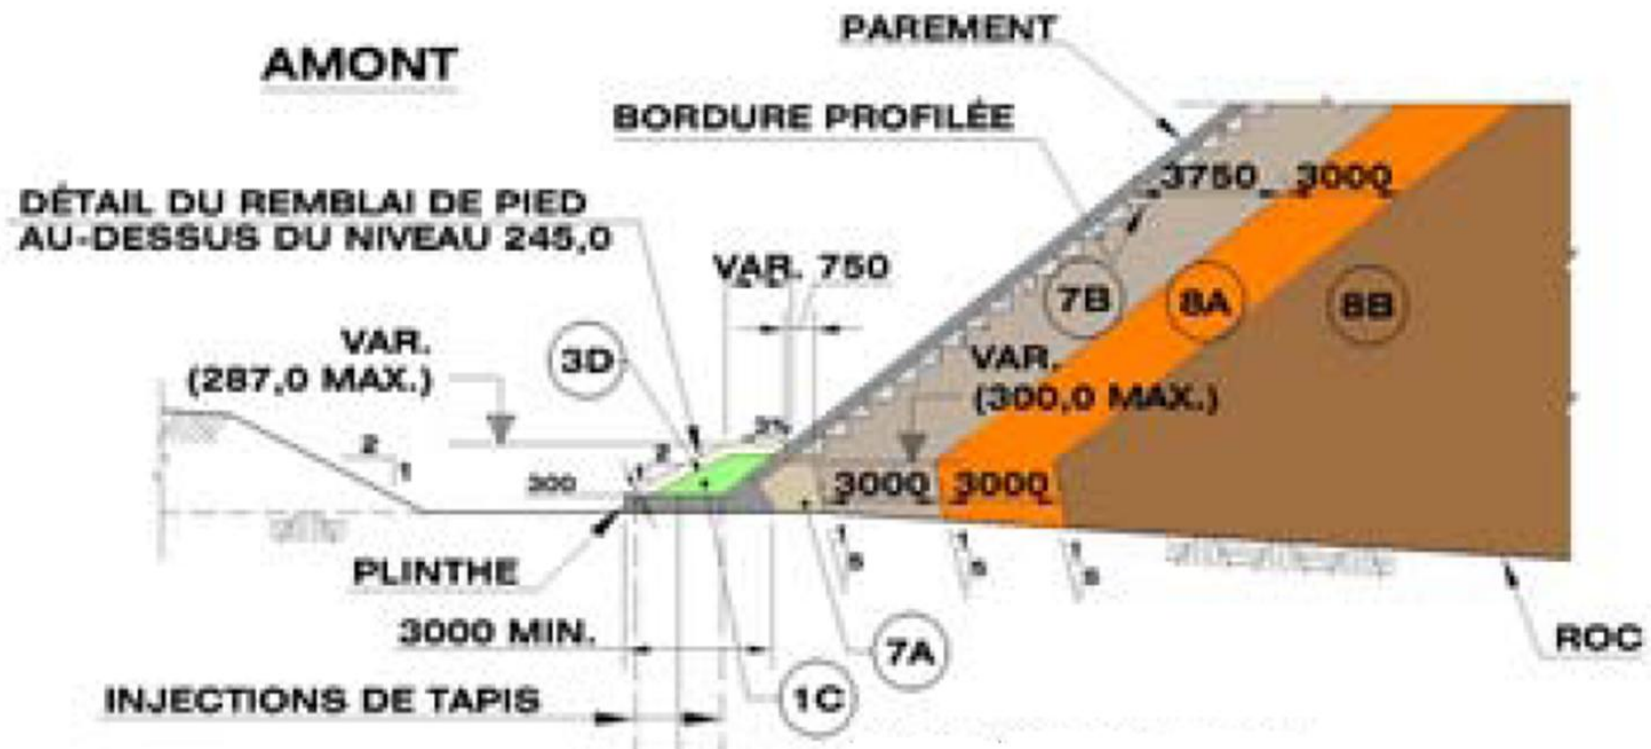 PAREMENT
AMONT
BORDURE PROFILÉE
DÉTAIL DU REMBLAI DE PIED
AU-DESSUS DU NIVEAU 245,0
3750 3000
VAR. 750
7B 8A 8B
VAR.
(287,0 MAX.)
3D
VAR.
(300,0 MAX.)
2
1
2
1
300
3000 3000
1
1
1
PLINTHE
3000 MIN.
7A
ROC
INJECTIONS DE TAPIS
1C